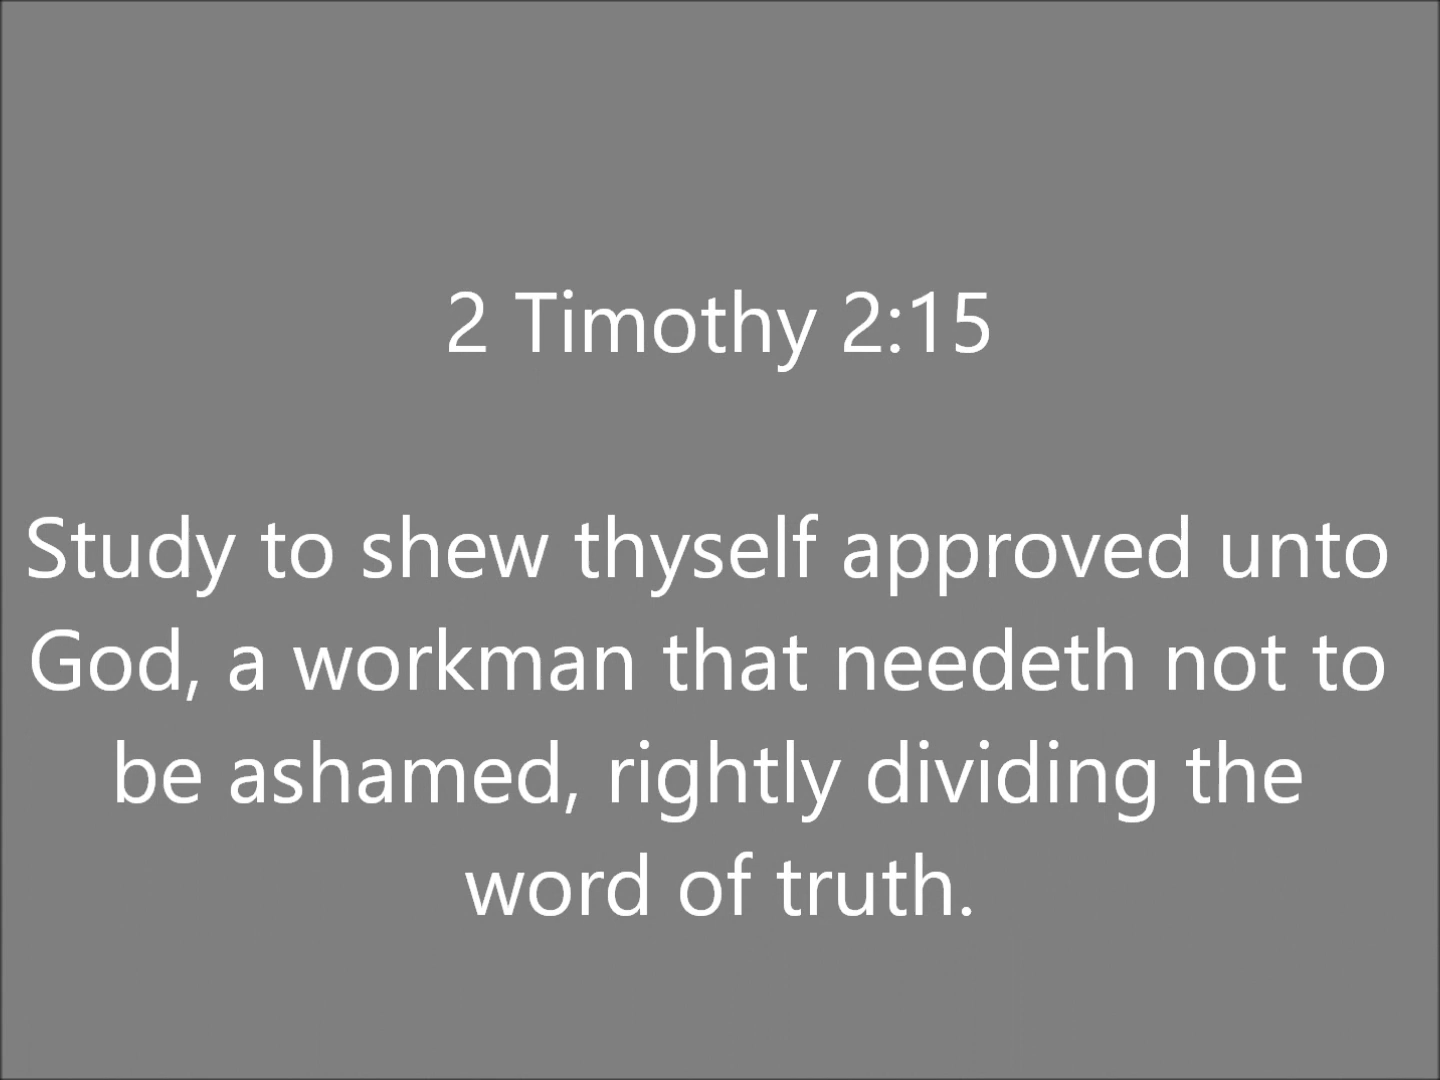 2 Timothy 2:15
Study to shew thyself approved unto
God, a workman that needeth not to
be ashamed, rightly dividing the
word of truth.